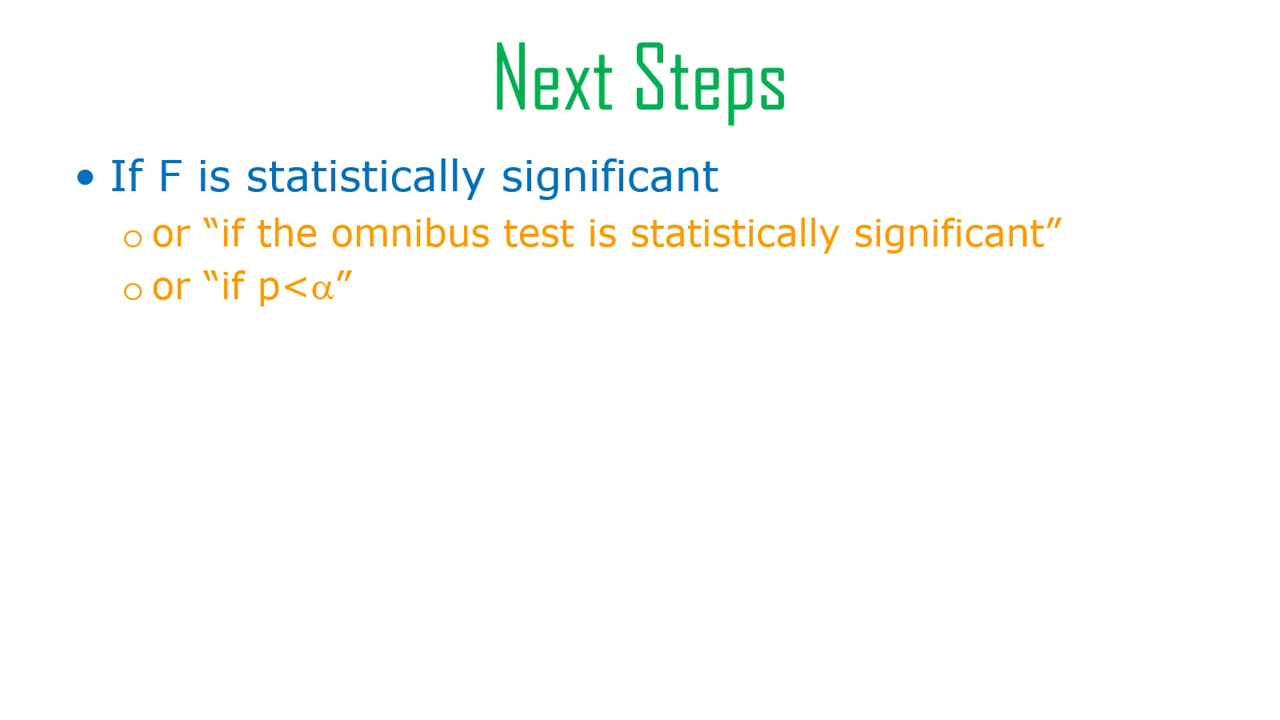 Next Steps
• If F is statistically significant
o or “if the omnibus test is statistically significant”
o or “if p<α”